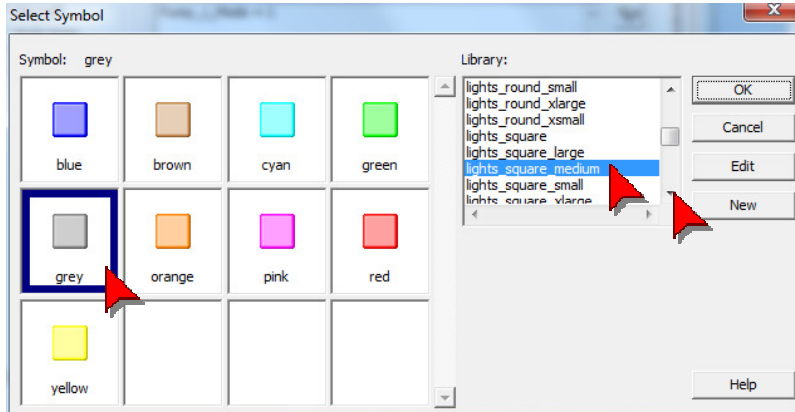 Select Symbol
Symbol: grey
Library:
blue
brown
cyan
green
grey
orange
pink
red
yellow
lights_round_small
lights_round_xlarge
lights_round_xsmall
lights_square
lights_square_large
lights_square_medium
lights_square_small
lights_square_xlarge
OK
Cancel
Edit
New
Help